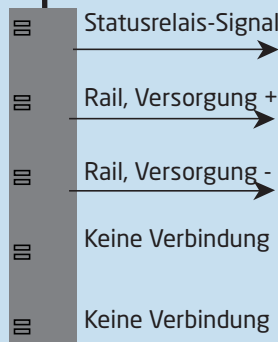 Statusrelais-Signal
Rail, Versorgung +
Rail, Versorgung -
Keine Verbindung
Keine Verbindung